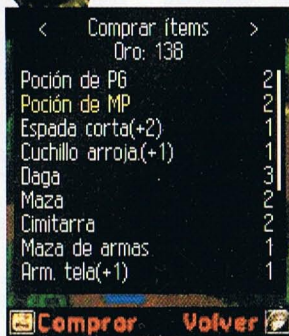 < Comprar ítems >
Oro: 138
Poción de PG 2
Poción de MP 2
Espada corta(+2) 1
Cuchillo arroja.(+1) 1
Daga 3
Maza 2
Cimitarra 2
Maza de armas 1
Arm. tela(+1) 1
Comprar Volver